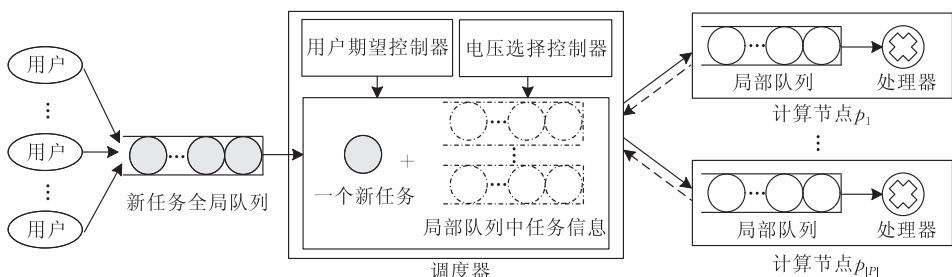 用户
用户
用户
新任务全局队列
用户期望控制器
电压选择控制器
+
一个新任务
局部队列中任务信息
调度器
局部队列
处理器
计算节点p₁
局部队列
处理器
计算节点p|P|